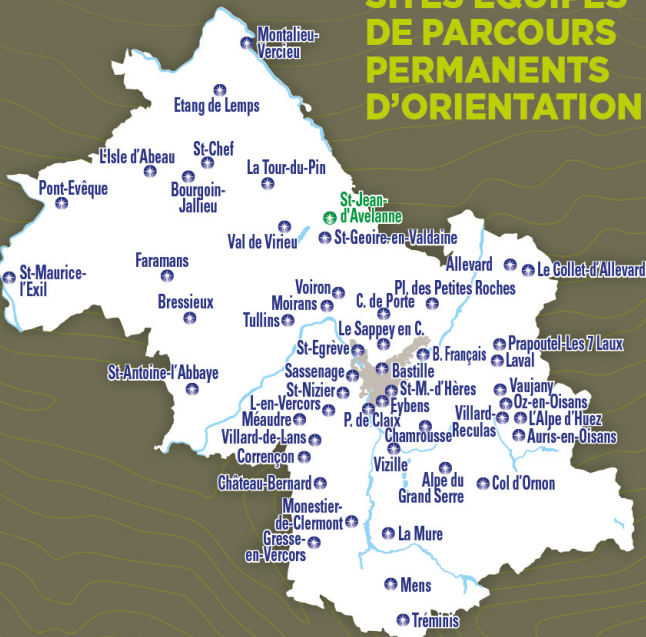 SITES ÉQUIPÉS
DE PARCOURS
PERMANENTS
D'ORIENTATION
Montalieu-
Vercieu
Etang de Lemps
St-Chef
L'Isle d'Abeau
La Tour-du-Pin
Pont-Evêque
Bourgoin-
Jallieu
St-Jean-
d'Avelanne
Val de Virieu
St-Geoire-en-Valdaine
Allevard
Le Collet-d'Allevard
Faramans
St-Maurice-
l'Exil
Voiron
Pl. des Petites Roches
C. de Porte
Bressieux
Moirans
Tullins
Le Sappey en C.
Prapoutel-Les 7 Laux
St-Egrève
B. Français
Laval
St-Antoine-l'Abbaye
Sassenage
Bastille
St-Nizier
St-M.-d'Hères
Vaujany
Oz-en-Oisans
L-en-Vercors
Eybens
Méaudre
P. de Claix
Villard-
Reculas
L'Alpe d'Huez
Chamrousse
Auris-en-Oisans
Villard-de-Lans
Corrençon
Vizille
Château-Bernard
Alpe du
Grand Serre
Col d'Ornon
Monestier-
de-Clermont
La Mure
Gresse-
en-Vercors
Mens
Tréminis